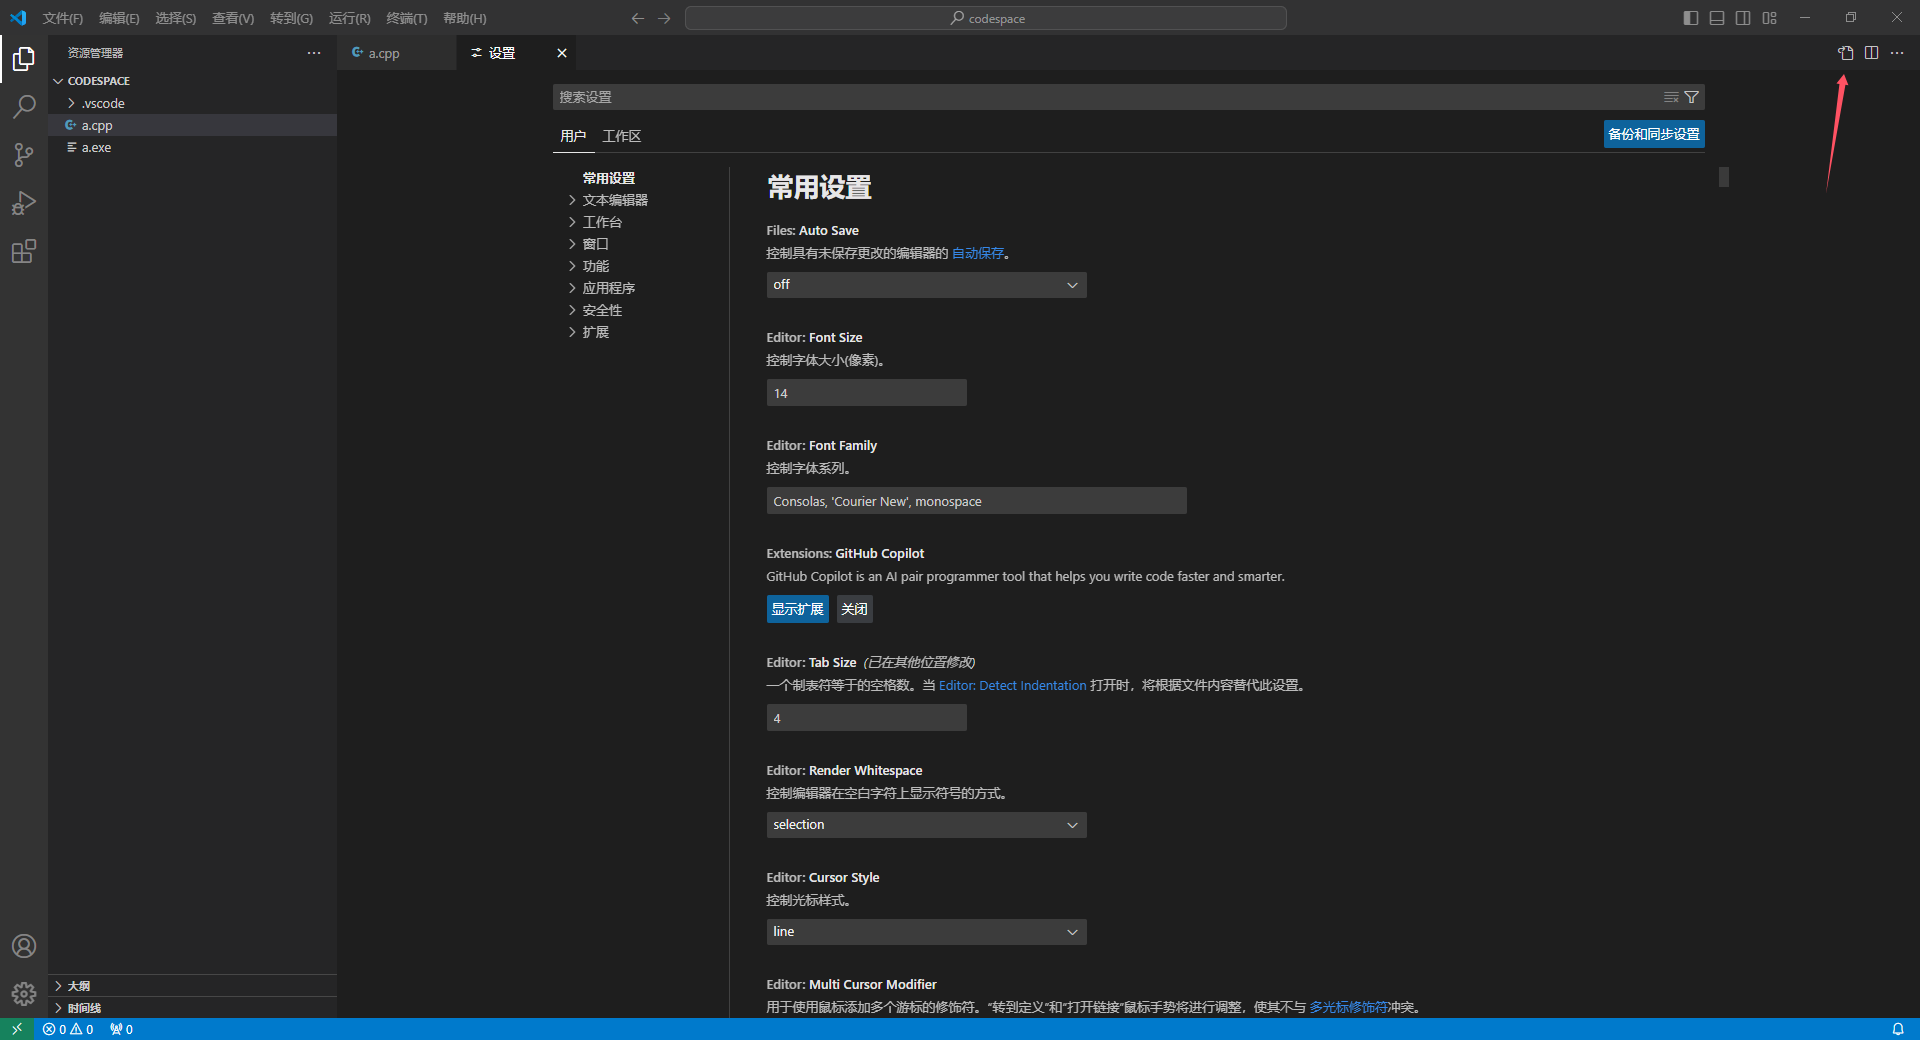 文件(F) 编辑(E) 选择(S) 查看(V) 转到(G) 运行(R) 终端(T) 帮助(H) codespace
资源管理器
a.cpp 设置
CODESPACE
.vscode
a.cpp
a.exe
搜索设置
用户 工作区 备份和同步设置
常用设置
文本编辑器
工作台
窗口
功能
应用程序
安全性
扩展
常用设置
Files: Auto Save
控制具有未保存更改的编辑器的 自动保存。
off
Editor: Font Size
控制字体大小(像素)。
14
Editor: Font Family
控制字体系列。
Consolas, 'Courier New', monospace
Extensions: GitHub Copilot
GitHub Copilot is an AI pair programmer tool that helps you write code faster and smarter.
显示扩展 关闭
Editor: Tab Size (已在其他位置修改)
一个制表符等于的空格数。当 Editor: Detect Indentation 打开时，将根据文件内容替代此设置。
4
Editor: Render Whitespace
控制编辑器在空白字符上显示符号的方式。
selection
Editor: Cursor Style
控制光标样式。
line
Editor: Multi Cursor Modifier
用于使用鼠标添加多个游标的修饰符。“转到定义”和“打开链接”鼠标手势将进行调整，使其不与 多光标修饰符冲突。
大纲
时间线
0 0 0